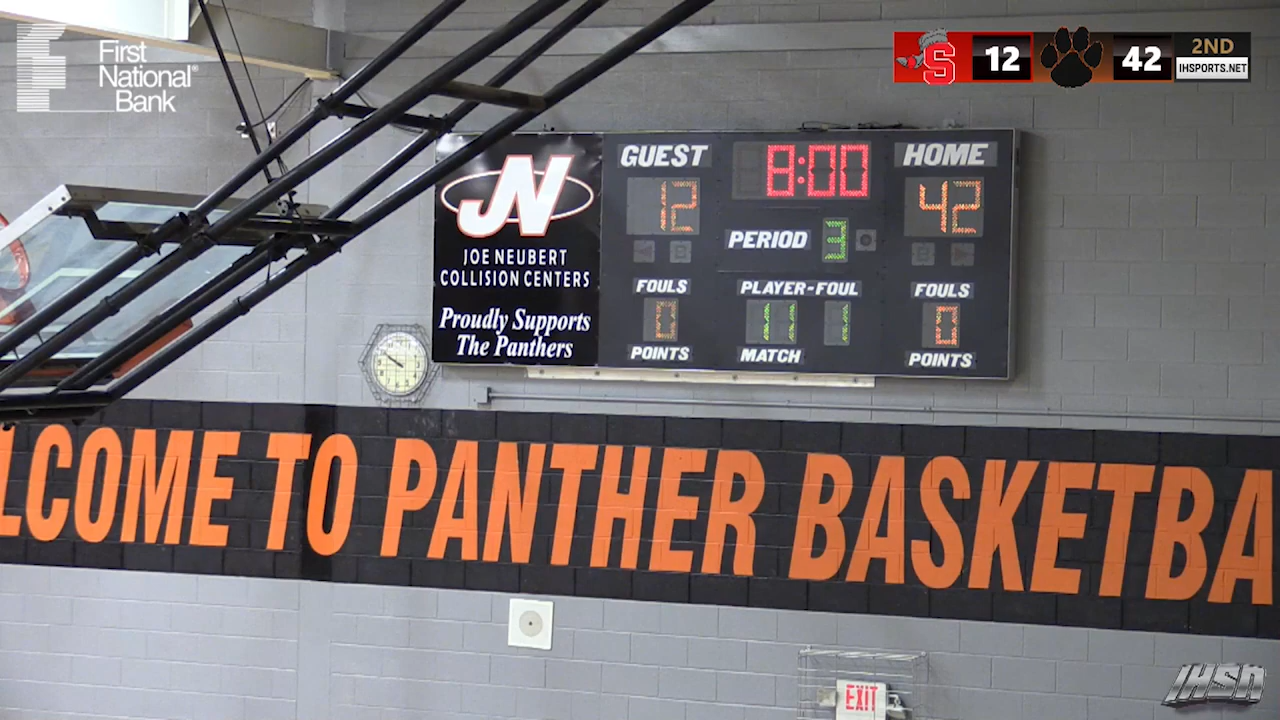 First
National
Bank
S 12 42 2ND
IHSPORTS.NET
JN
JOE NEUBERT
COLLISION CENTERS
Proudly Supports
The Panthers
GUEST 8:00 HOME
12 42
PERIOD 3
FOULS PLAYER-FOUL FOULS
0 0
POINTS MATCH POINTS
LCOME TO PANTHER BASKETBA
EXIT
IHSN